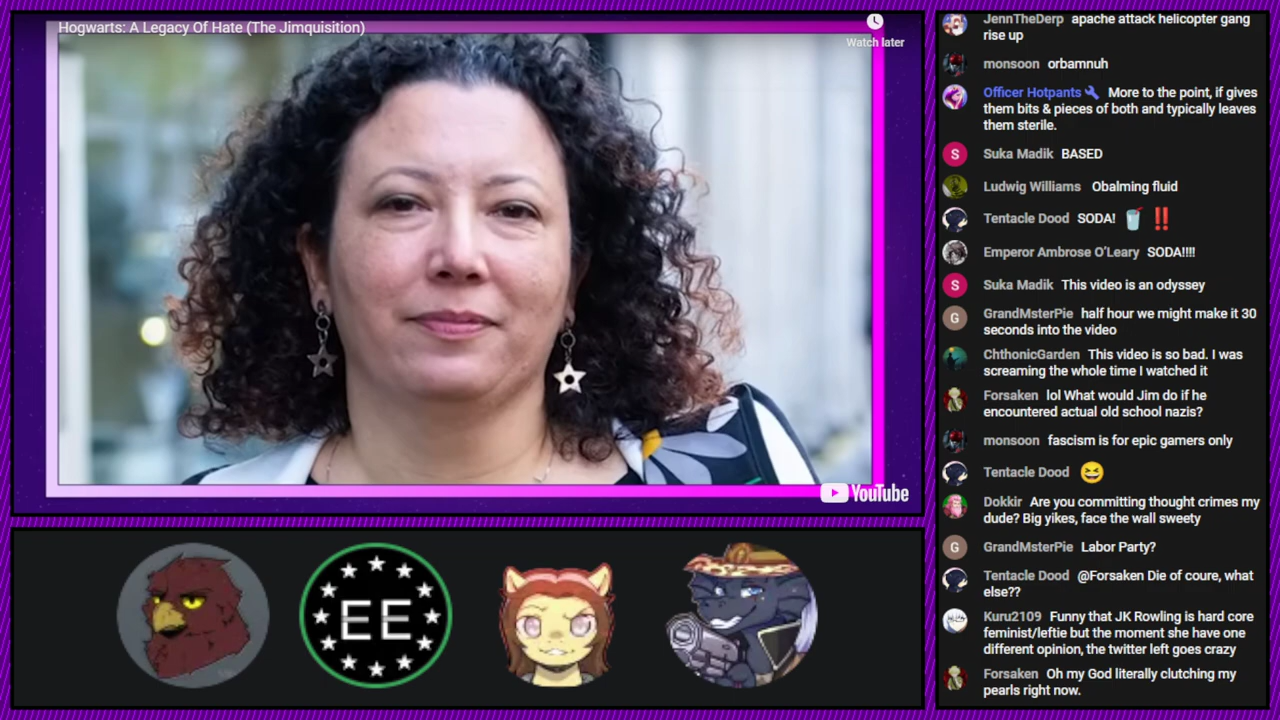 Hogwarts: A Legacy Of Hate (The Jimquisition)
Watch later
YouTube
EE
JennTheDerp apache attack helicopter gang
rise up
monsoon orbamnuh
Officer Hotpants More to the point, if gives
them bits & pieces of both and typically leaves
them sterile.
S
Suka Madik BASED
Ludwig Williams Obalming fluid
Tentacle Dood SODA! 🥤 ‼️
Emperor Ambrose O'Leary SODA!!!!
S
Suka Madik This video is an odyssey
G
GrandMsterPie half hour we might make it 30
seconds into the video
ChthonicGarden This video is so bad. I was
screaming the whole time I watched it
Forsaken lol What would Jim do if he
encountered actual old school nazis?
monsoon fascism is for epic gamers only
Tentacle Dood 😆
Dokkir Are you committing thought crimes my
dude? Big yikes, face the wall sweety
G
GrandMsterPie Labor Party?
Tentacle Dood @Forsaken Die of coure, what
else??
Kuru2109 Funny that JK Rowling is hard core
feminist/leftie but the moment she have one
different opinion, the twitter left goes crazy
Forsaken Oh my God literally clutching my
pearls right now.